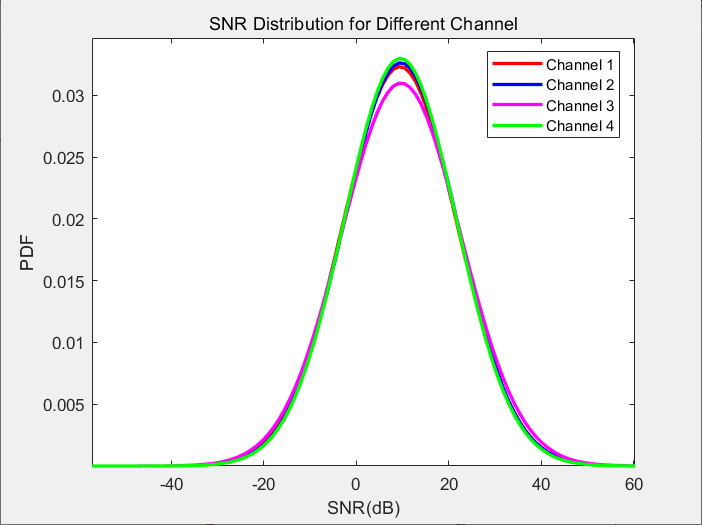 SNR Distribution for Different Channel
Channel 1
Channel 2
Channel 3
Channel 4
0.03
0.025
0.02
0.015
0.01
0.005
PDF
-40
-20
0
20
40
60
SNR(dB)